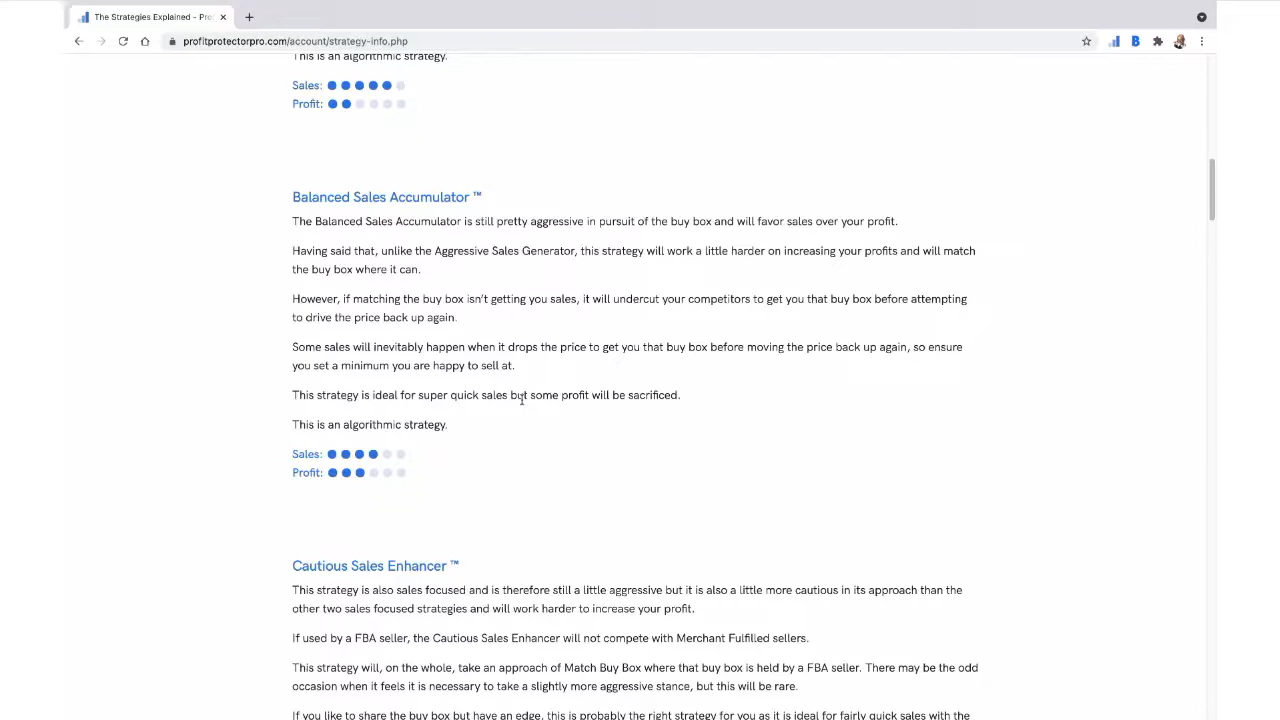 The Strategies Explained - Pro
profitprotectorpro.com/account/strategy-info.php
This is an algorithmic strategy.
Sales:
Profit:
Balanced Sales Accumulator ™
The Balanced Sales Accumulator is still pretty aggressive in pursuit of the buy box and will favor sales over your profit.
Having said that, unlike the Aggressive Sales Generator, this strategy will work a little harder on increasing your profits and will match
the buy box where it can.
However, if matching the buy box isn't getting you sales, it will undercut your competitors to get you that buy box before attempting
to drive the price back up again.
Some sales will inevitably happen when it drops the price to get you that buy box before moving the price back up again, so ensure
you set a minimum you are happy to sell at.
This strategy is ideal for super quick sales but some profit will be sacrificed.
This is an algorithmic strategy.
Sales:
Profit:
Cautious Sales Enhancer ™
This strategy is also sales focused and is therefore still a little aggressive but it is also a little more cautious in its approach than the
other two sales focused strategies and will work harder to increase your profit.
If used by a FBA seller, the Cautious Sales Enhancer will not compete with Merchant Fulfilled sellers.
This strategy will, on the whole, take an approach of Match Buy Box where that buy box is held by a FBA seller. There may be the odd
occasion when it feels it is necessary to take a slightly more aggressive stance, but this will be rare.
If you like to share the buy box but have an edge, this is probably the right strategy for you as it is ideal for fairly quick sales with the